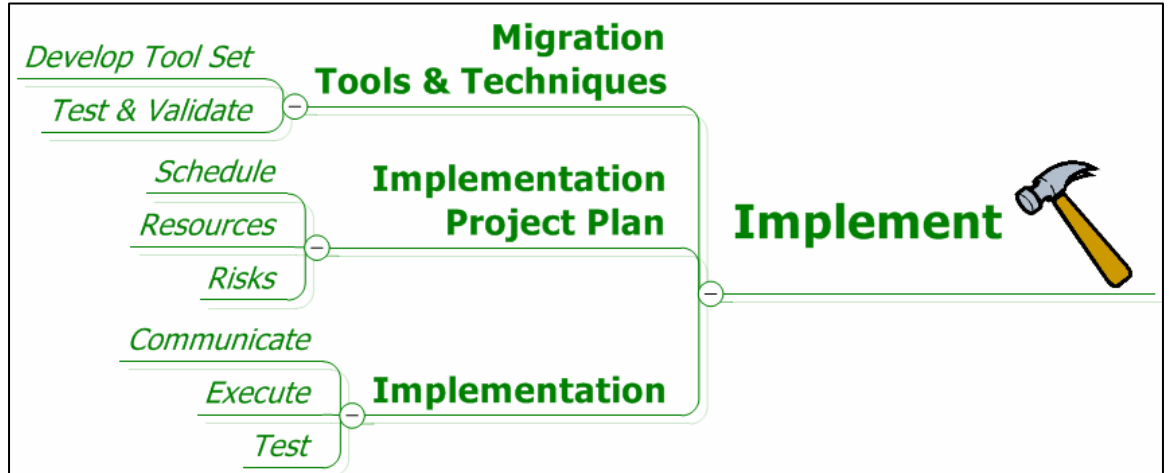 Migration
Tools & Techniques
Develop Tool Set
Test & Validate
Implementation
Project Plan
Schedule
Resources
Risks
Implement
Implementation
Communicate
Execute
Test